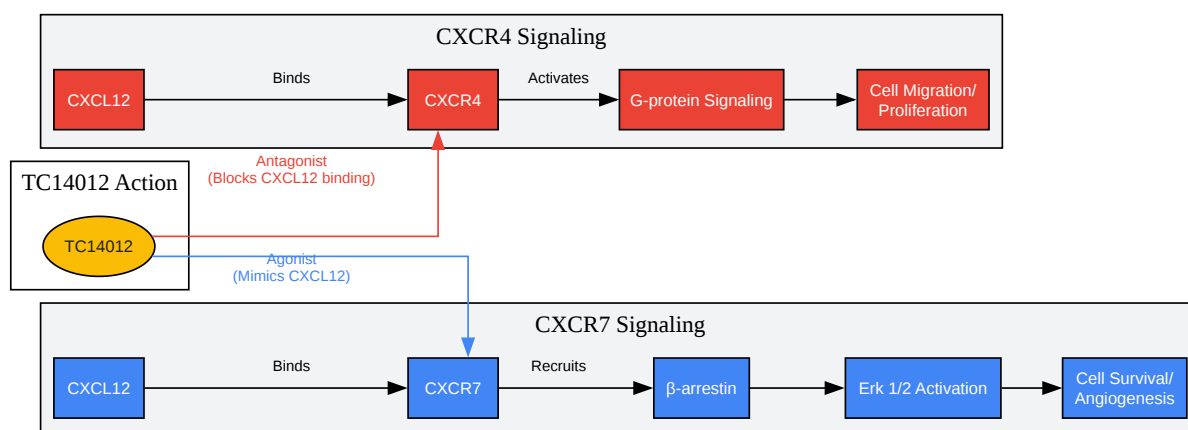 CXCR4 Signaling
CXCL12
Binds
CXCR4
Activates
G-protein Signaling
Cell Migration/
Proliferation
Antagonist
(Blocks CXCL12 binding)
TC14012 Action
TC14012
Agonist
(Mimics CXCL12)
CXCR7 Signaling
CXCL12
Binds
CXCR7
Recruits
β-arrestin
Erk 1/2 Activation
Cell Survival/
Angiogenesis